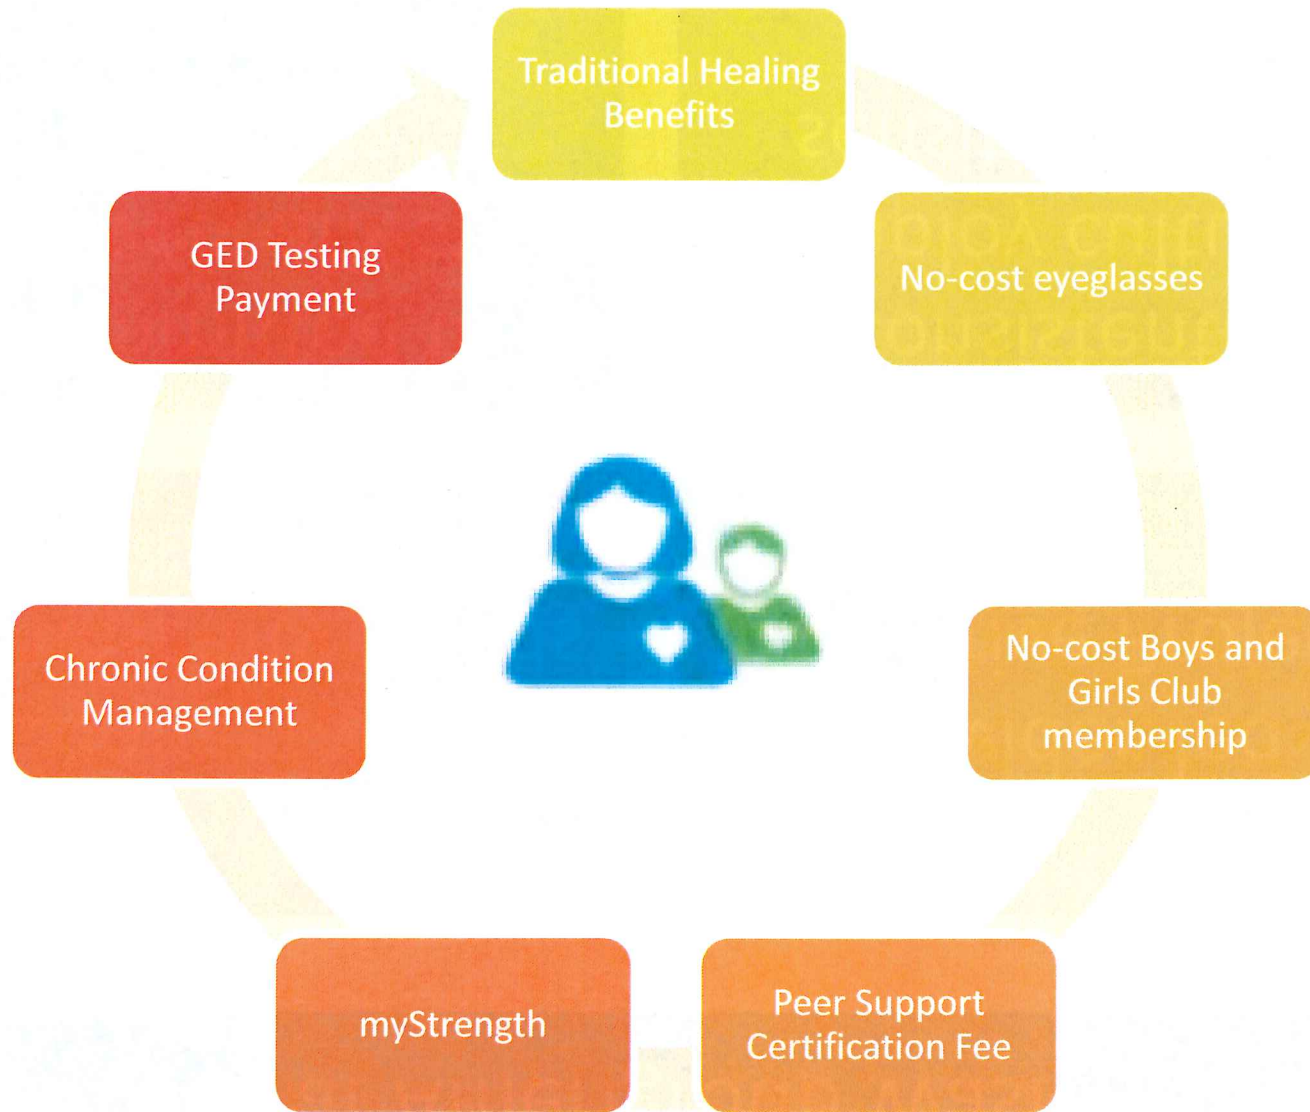 Traditional Healing
Benefits
No-cost eyeglasses
No-cost Boys and
Girls Club
membership
Peer Support
Certification Fee
myStrength
Chronic Condition
Management
GED Testing
Payment